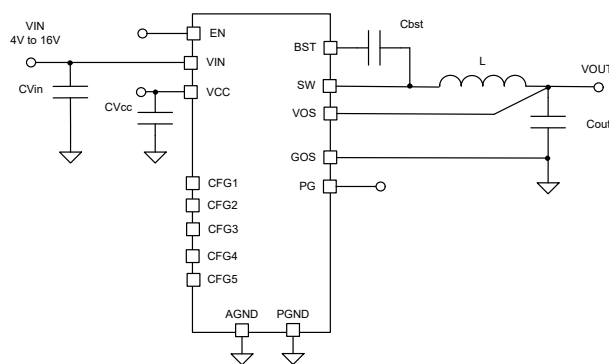 VIN
4V to 16V
CVin
CVcc
EN
VIN
VCC
CFG1
CFG2
CFG3
CFG4
CFG5
AGND
PGND
BST
SW
VOS
GOS
PG
Cbst
L
VOUT
Cout